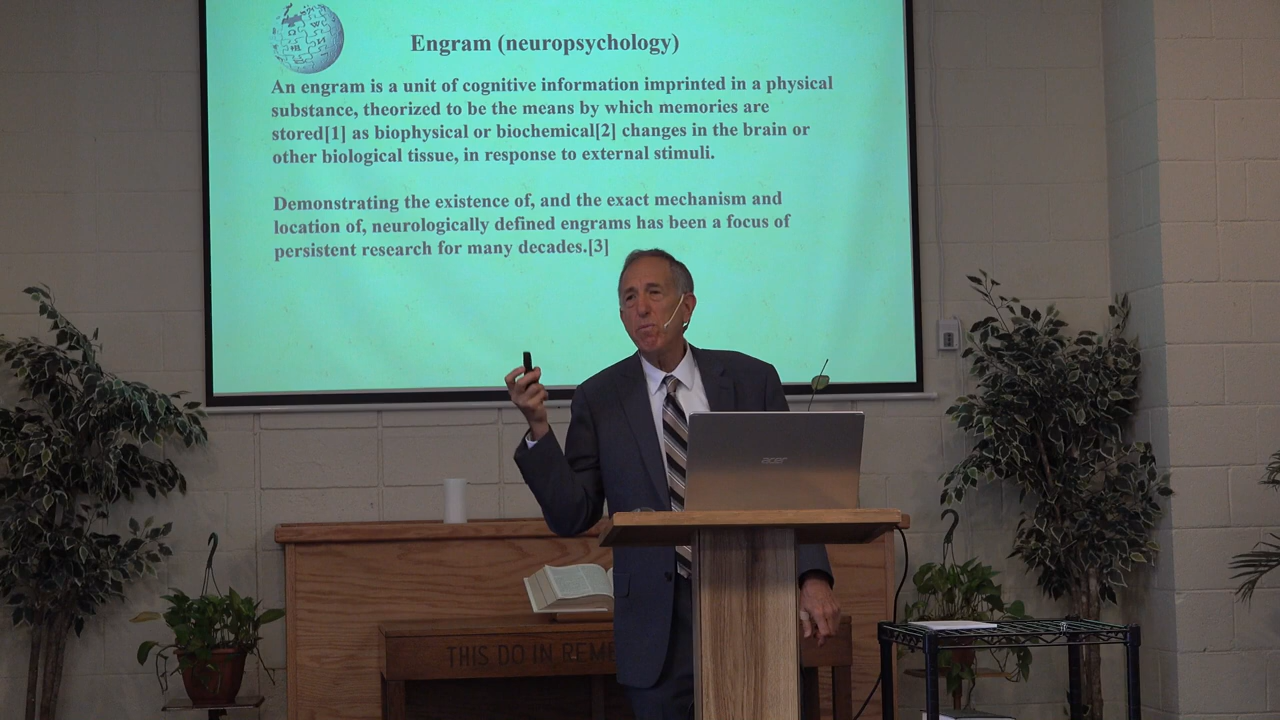 Engram (neuropsychology)
An engram is a unit of cognitive information imprinted in a physical
substance, theorized to be the means by which memories are
stored[1] as biophysical or biochemical[2] changes in the brain or
other biological tissue, in response to external stimuli.
Demonstrating the existence of, and the exact mechanism and
location of, neurologically defined engrams has been a focus of
persistent research for many decades.[3]
acer
THIS DO IN REME